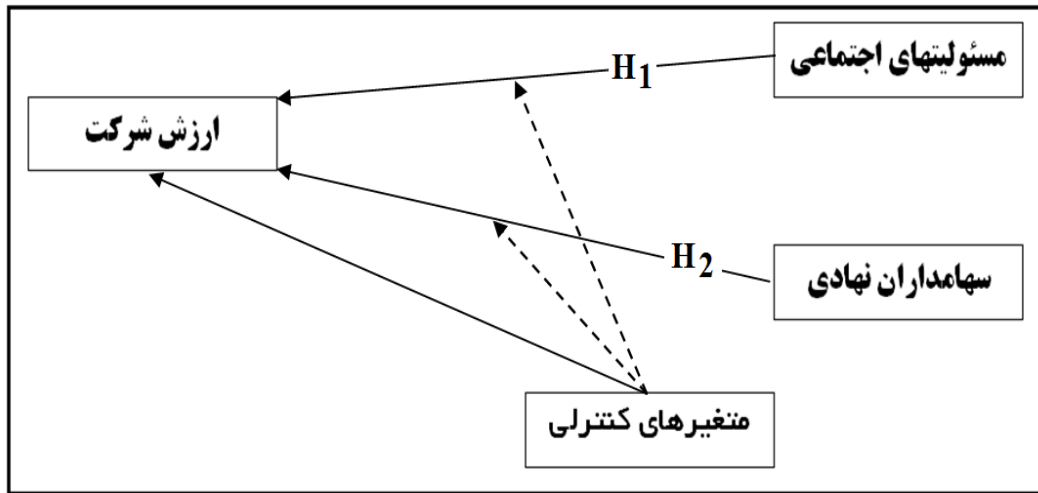 مسئولیتهای اجتماعی
H1
ارزش شرکت
H2
سهامداران نهادی
متغیرهای کنترلی